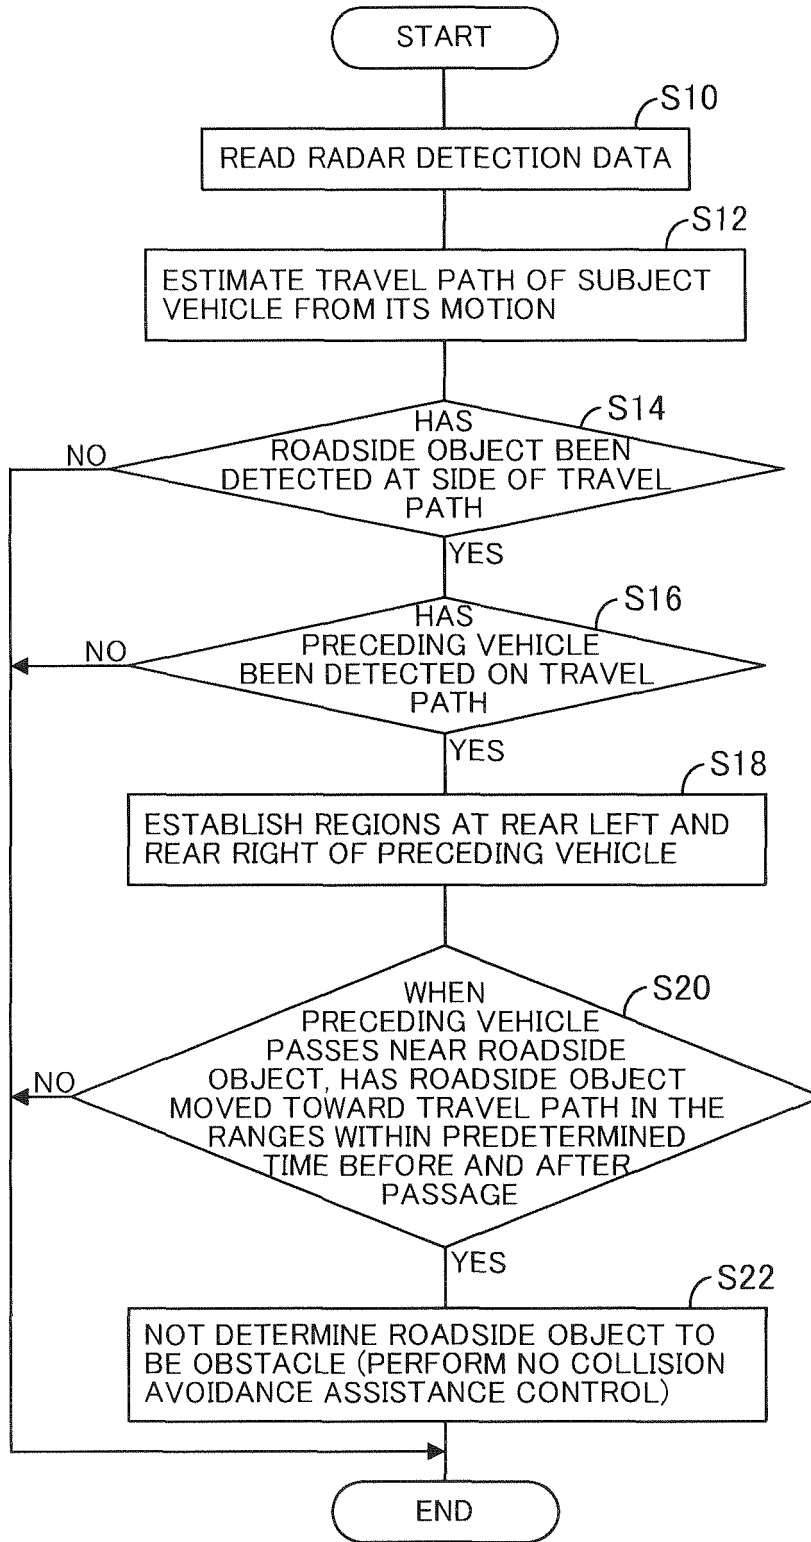 START
S10
READ RADAR DETECTION DATA
S12
ESTIMATE TRAVEL PATH OF SUBJECT
VEHICLE FROM ITS MOTION
S14
HAS
ROADSIDE OBJECT BEEN
DETECTED AT SIDE OF TRAVEL
PATH
NO
YES
S16
HAS
PRECEDING VEHICLE
BEEN DETECTED ON TRAVEL
PATH
NO
YES
S18
ESTABLISH REGIONS AT REAR LEFT AND
REAR RIGHT OF PRECEDING VEHICLE
S20
WHEN
PRECEDING VEHICLE
PASSES NEAR ROADSIDE
OBJECT, HAS ROADSIDE OBJECT
MOVED TOWARD TRAVEL PATH IN THE
RANGES WITHIN PREDETERMINED
TIME BEFORE AND AFTER
PASSAGE
NO
YES
S22
NOT DETERMINE ROADSIDE OBJECT TO
BE OBSTACLE (PERFORM NO COLLISION
AVOIDANCE ASSISTANCE CONTROL)
END